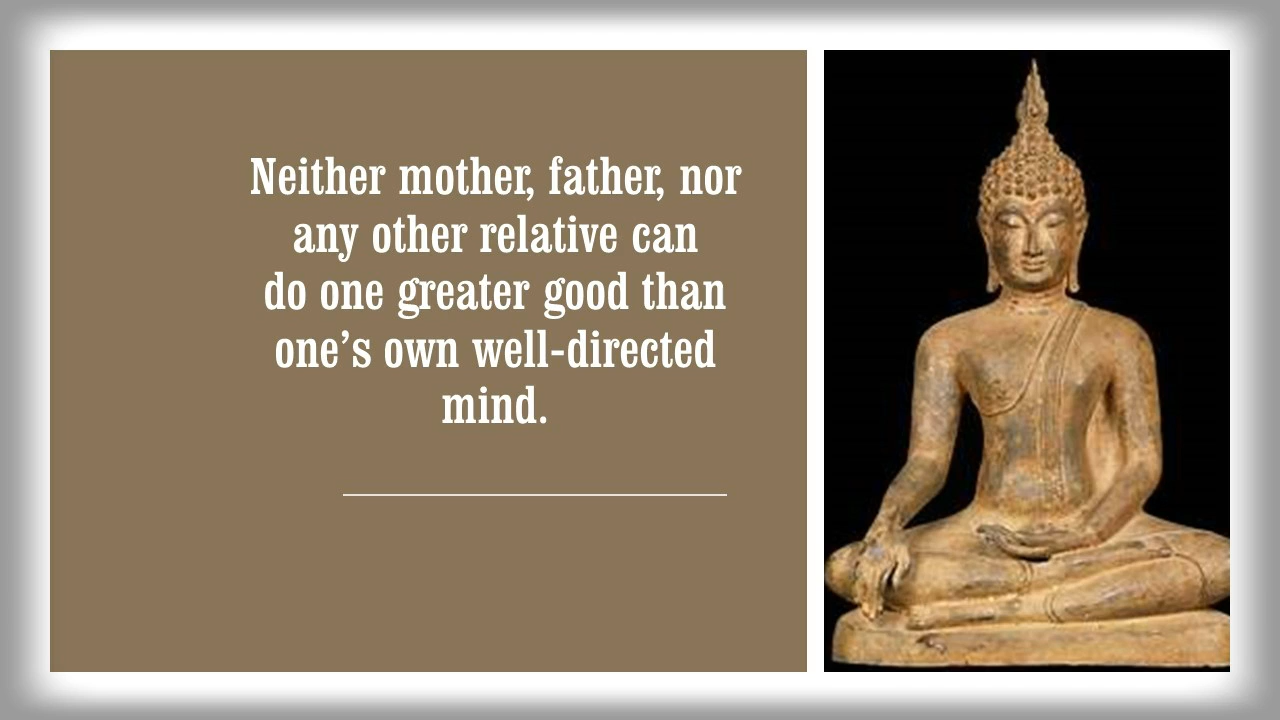 Neither mother, father, nor
any other relative can
do one greater good than
one’s own well-directed
mind.